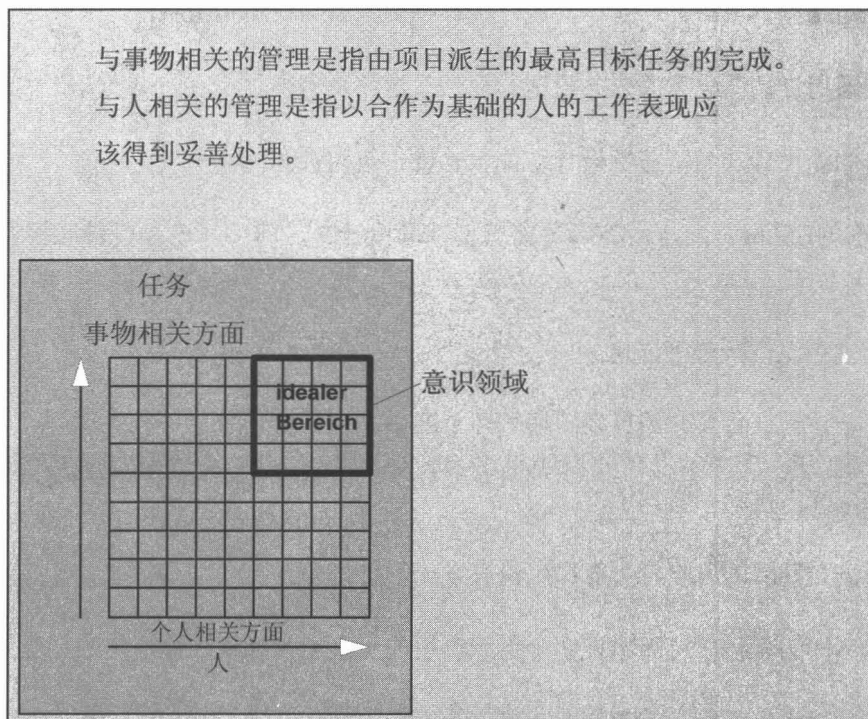 与事物相关的管理是指由项目派生的最高目标任务的完成。
与人相关的管理是指以合作为基础的人的工作表现应
该得到妥善处理。
任务
事物相关方面
idealer
Bereich
意识领域
个人相关方面
人